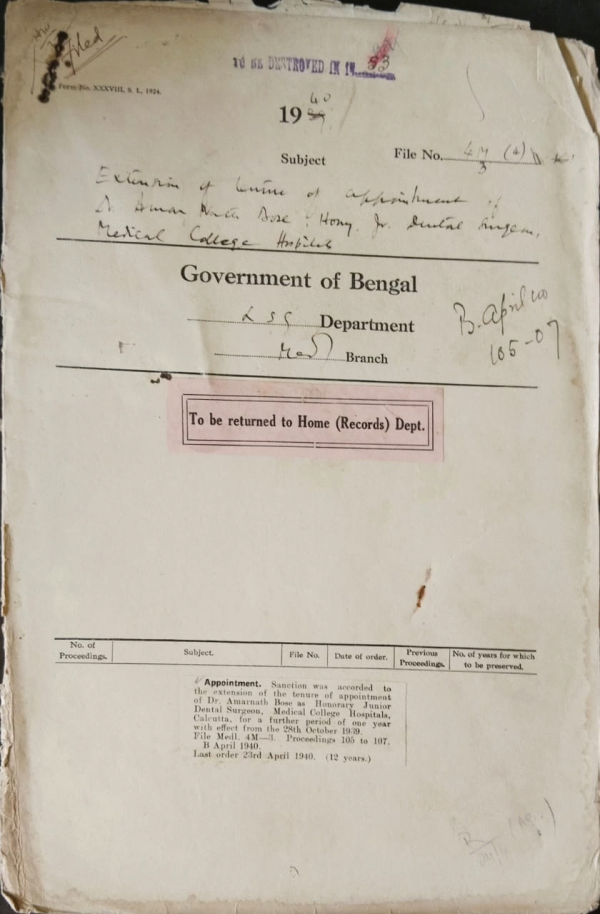 Filed
Form No. XXXVIII, S. L., 1924.
TO BE DESTROYED IN 19 53
1940
Subject
File No. 4M (4)
3
Extension of tenure of appointment of
Dr Amar Nath Bose, Hony. Jr. Dental Surgeon,
Medical College Hospitals
Government of Bengal
LSG Department
Medl Branch
B. April
105-07
To be returned to Home (Records) Dept.
No. of Proceedings.
Subject.
File No.
Date of order.
Previous Proceedings.
No. of years for which to be preserved.
Appointment. Sanction was accorded to
the extension of the tenure of appointment
of Dr. Amarnath Bose as Honorary Junior
Dental Surgeon, Medical College Hospitals,
Calcutta, for a further period of one year
with effect from the 28th October 1939.
File Medl. 4M—3. Proceedings 105 to 107,
B April 1940.
Last order 23rd April 1940. (12 years.)